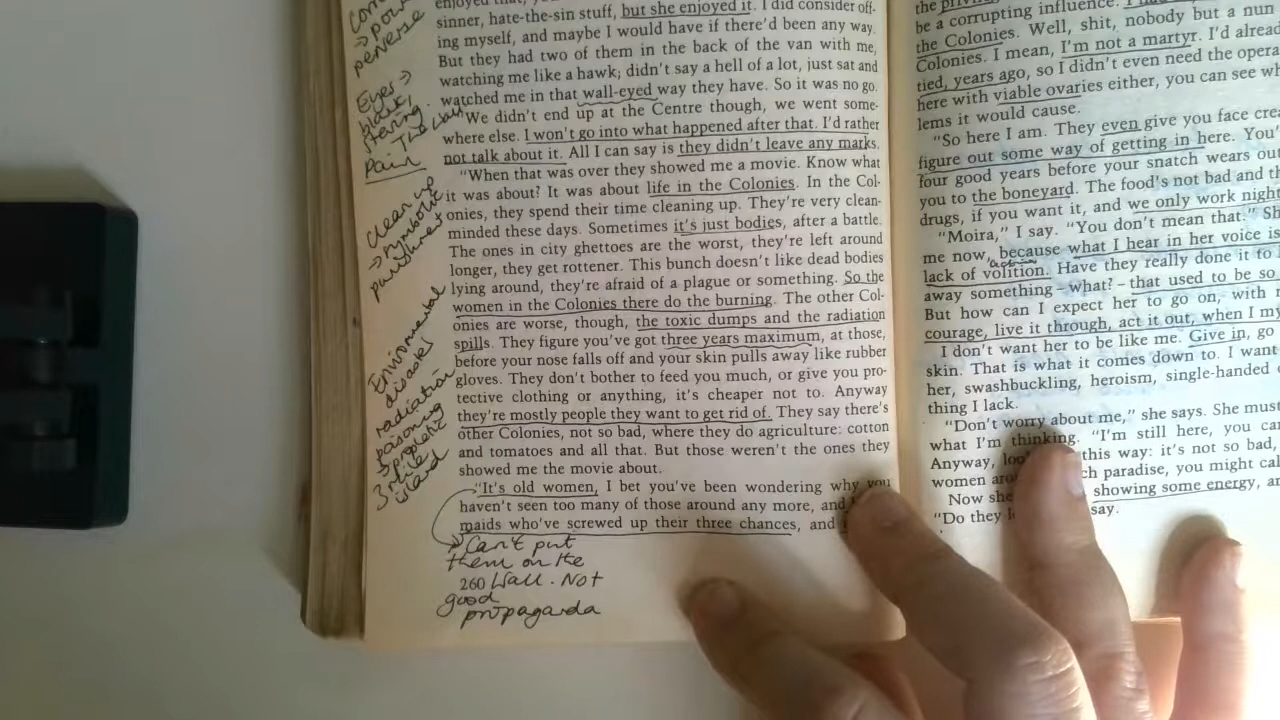 enjoyed that, you
sinner, hate-the-sin stuff, but she enjoyed it. I did consider off-
ing myself, and maybe I would have if there'd been any way.
But they had two of them in the back of the van with me,
watching me like a hawk; didn't say a hell of a lot, just sat and
watched me in that wall-eyed way they have. So it was no go.
"We didn't end up at the Centre though, we went some-
where else. I won't go into what happened after that. I'd rather
not talk about it. All I can say is they didn't leave any marks.
"When that was over they showed me a movie. Know what
it was about? It was about life in the Colonies. In the Col-
onies, they spend their time cleaning up. They're very clean-
minded these days. Sometimes it's just bodies, after a battle.
The ones in city ghettoes are the worst, they're left around
longer, they get rottener. This bunch doesn't like dead bodies
lying around, they're afraid of a plague or something. So the
women in the Colonies there do the burning. The other Col-
onies are worse, though, the toxic dumps and the radiation
spills. They figure you've got three years maximum, at those,
before your nose falls off and your skin pulls away like rubber
gloves. They don't bother to feed you much, or give you pro-
tective clothing or anything, it's cheaper not to. Anyway
they're mostly people they want to get rid of. They say there's
other Colonies, not so bad, where they do agriculture: cotton
and tomatoes and all that. But those weren't the ones they
showed me the movie about.
"It's old women, I bet you've been wondering why you
haven't seen too many of those around any more, and
maids who've screwed up their three chances, and
perverse
Eyes →
Pain
The Wall
clean up
→ symbolic
punishment
Environmental
disaster
radiation
poisoning
3 Mile
island
Can't put
them on the
260 Wall. Not
good
propaganda
the
be a corrupting influence.
the Colonies. Well, shit, nobody but a nun
Colonies. I mean, I'm not a martyr. I'd alread
tied, years ago, so I didn't even need the opera
here with viable ovaries either, you can see wh
lems it would cause.
"So here I am. They even give you face crea
figure out some way of getting in here. You
four good years before your snatch wears out
you to the boneyard. The food's not bad and th
drugs, if you want it, and we only work night
"Moira," I say. "You don't mean that." Sh
me now, because what I hear in her voice is
lack of volition. Have they really done it to
away something – what? – that used to be so
But how can I expect her to go on, with m
courage, live it through, act it out, when I my
I don't want her to be like me. Give in, go
skin. That is what it comes down to. I want
her, swashbuckling, heroism, single-handed
thing I lack.
"Don't worry about me," she says. She must
what I'm thinking. "I'm still here, you can
Anyway, this way: it's not so bad,
women paradise, you might cal
Now she showing some energy, an
"Do they say.